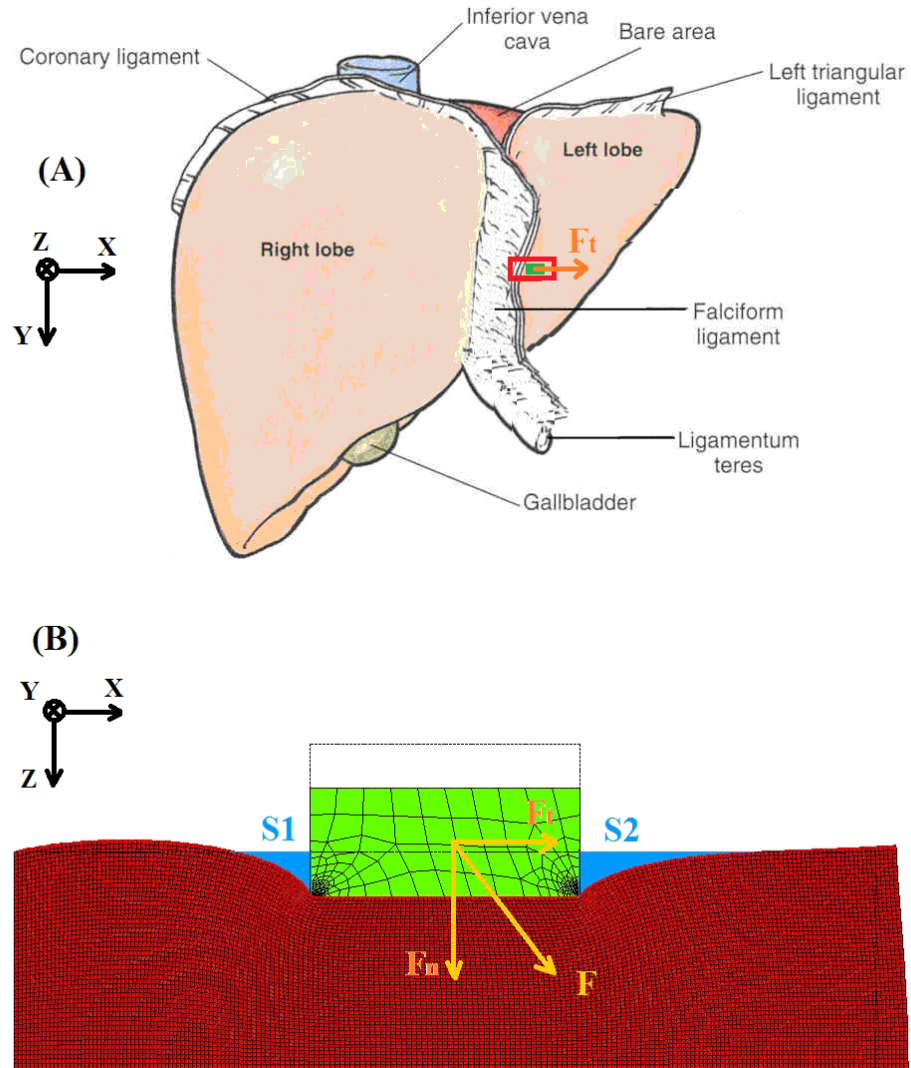 Inferior vena
cava
Bare area
Coronary ligament
Left triangular
ligament
(A)
Left lobe
Z
X
Right lobe
Ft
Y
Falciform
ligament
Ligamentum
teres
Gallbladder
(B)
Y
X
Z
S1
Ft
S2
Fn
F